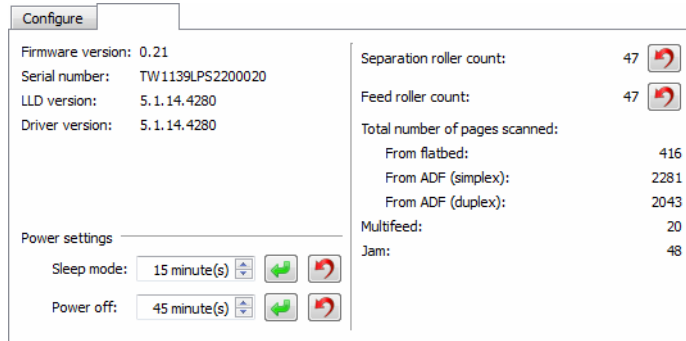 Configure
Firmware version: 0.21
Serial number: TW1139LPS2200020
LLD version: 5.1.14.4280
Driver version: 5.1.14.4280
Power settings
Sleep mode: 15 minute(s)
Power off: 45 minute(s)
Separation roller count: 47
Feed roller count: 47
Total number of pages scanned:
From flatbed: 416
From ADF (simplex): 2281
From ADF (duplex): 2043
Multifeed: 20
Jam: 48